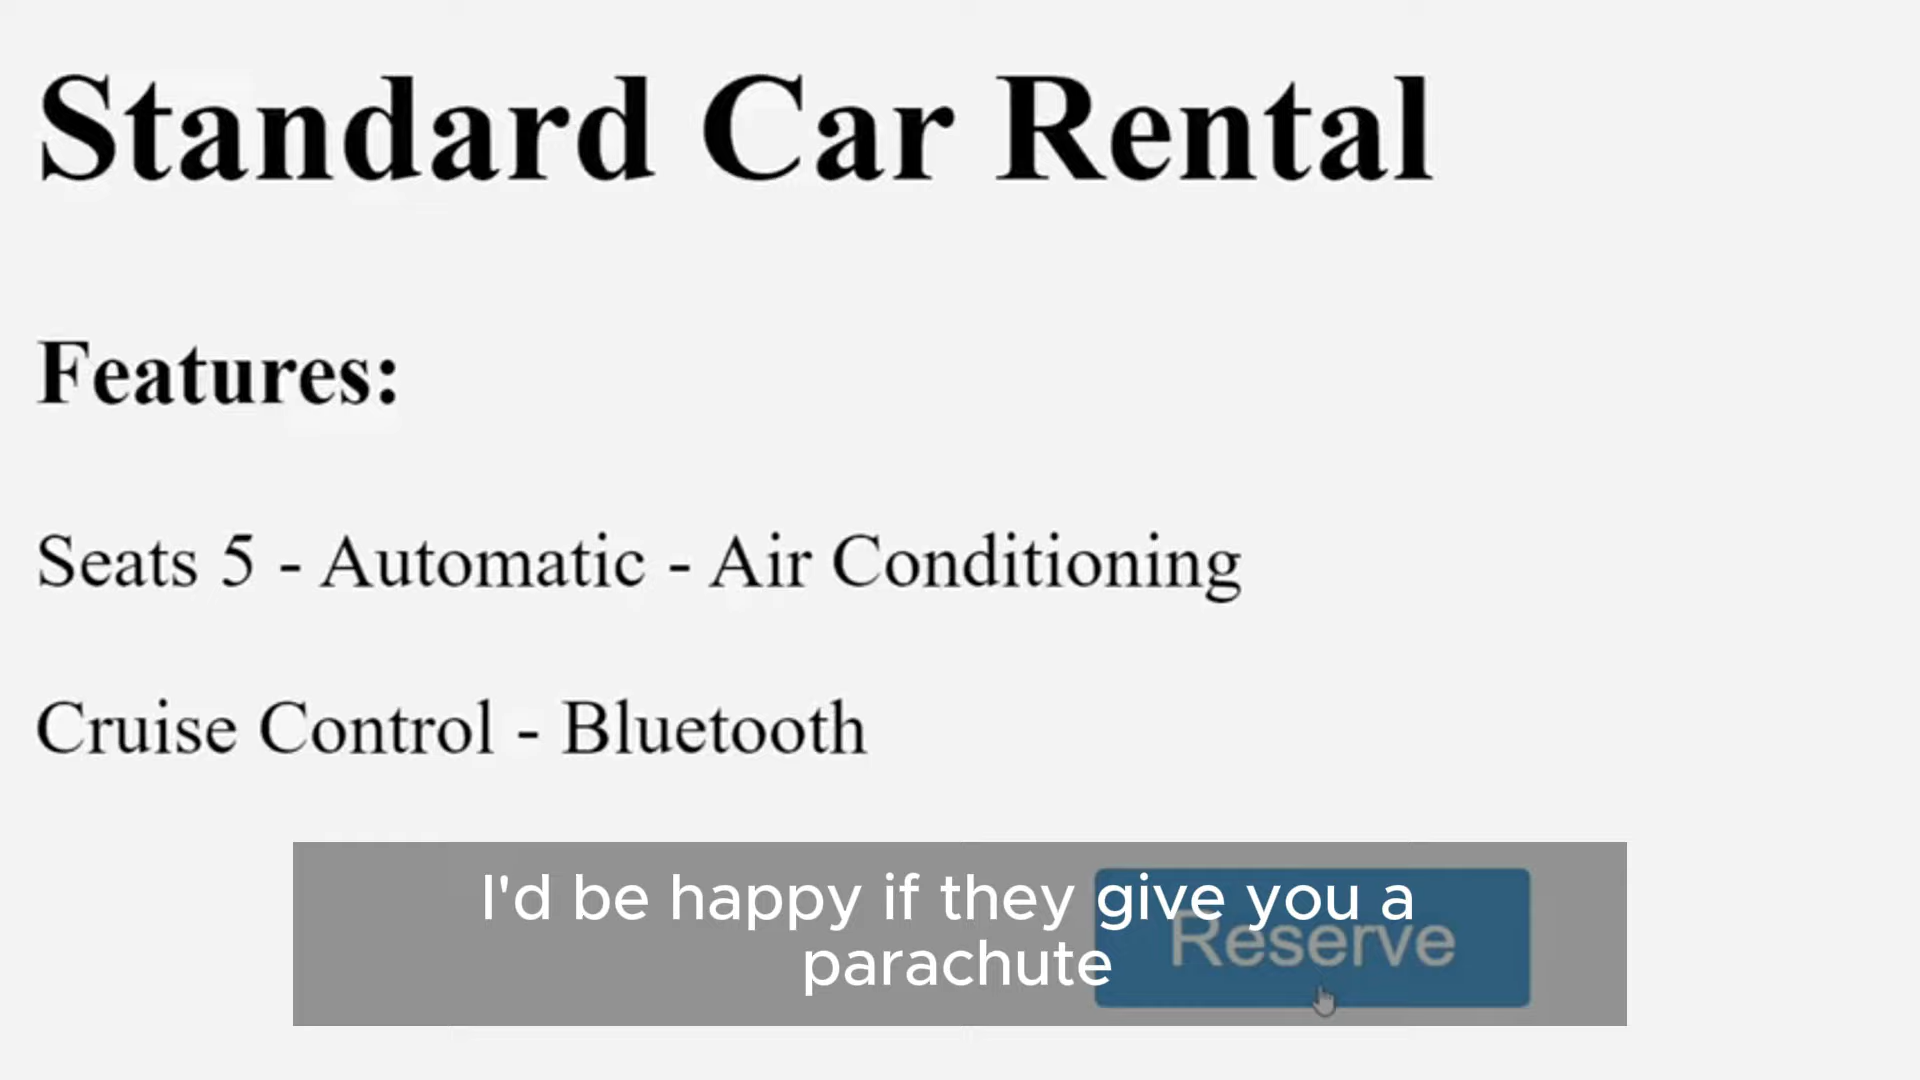 Standard Car Rental
Features:
Seats 5 - Automatic - Air Conditioning
Cruise Control - Bluetooth
I'd be happy if they give you a
parachute
Reserve